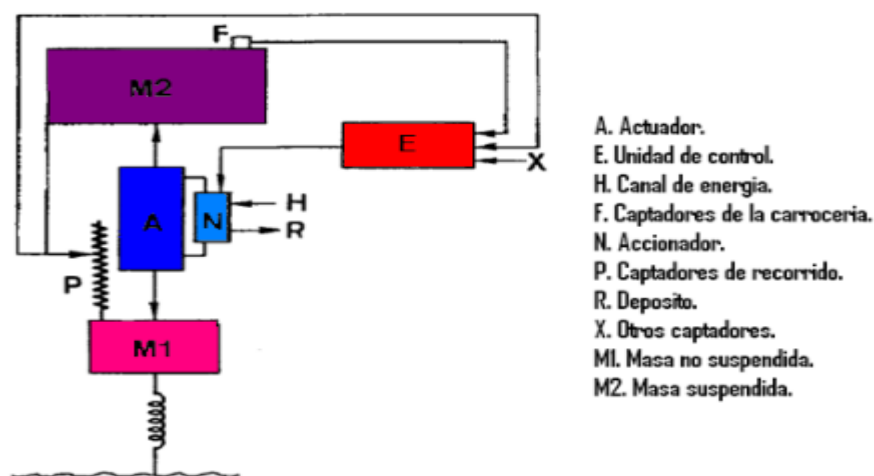 F
M2
E
X
A
N
H
R
P
M1
A. Actuador.
E. Unidad de control.
H. Canal de energia.
F. Captadores de la carroceria.
N. Accionador.
P. Captadores de recorrido.
R. Deposito.
X. Otros captadores.
M1. Masa no suspendida.
M2. Masa suspendida.